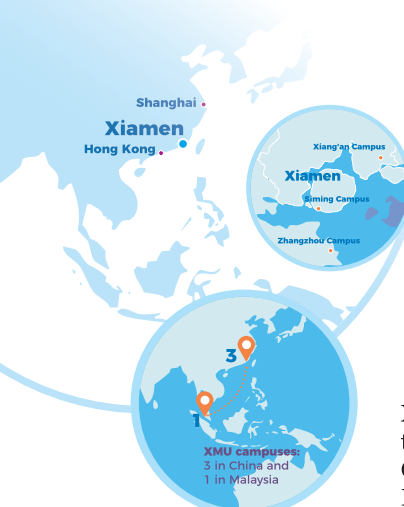 Shanghai
Xiamen
Hong Kong
Xiang'an Campus
Xiamen
Siming Campus
Zhangzhou Campus
3
1
XMU campuses:
3 in China and
1 in Malaysia